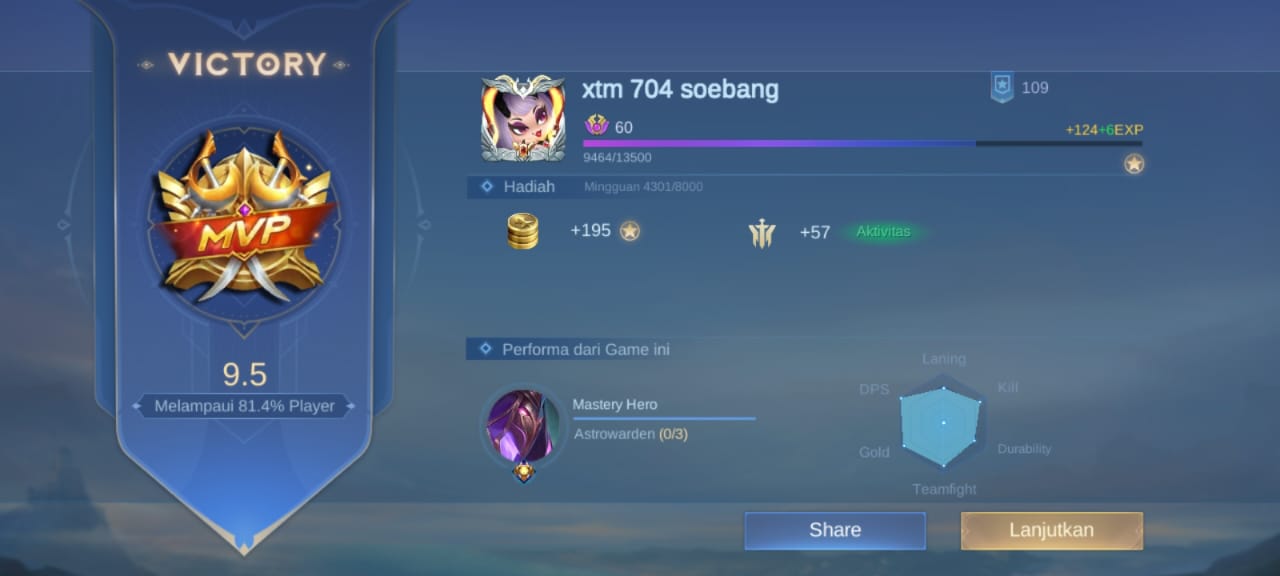 VICTORY
MVP
9.5
Melampaui 81.4% Player
xtm 704 soebang
109
60
+124+6EXP
9464/13500
Hadiah
Mingguan 4301/8000
+195
+57
Aktivitas
Performa dari Game ini
Mastery Hero
Astrowarden (0/3)
Laning
DPS
Kill
Gold
Durability
Teamfight
Share
Lanjutkan